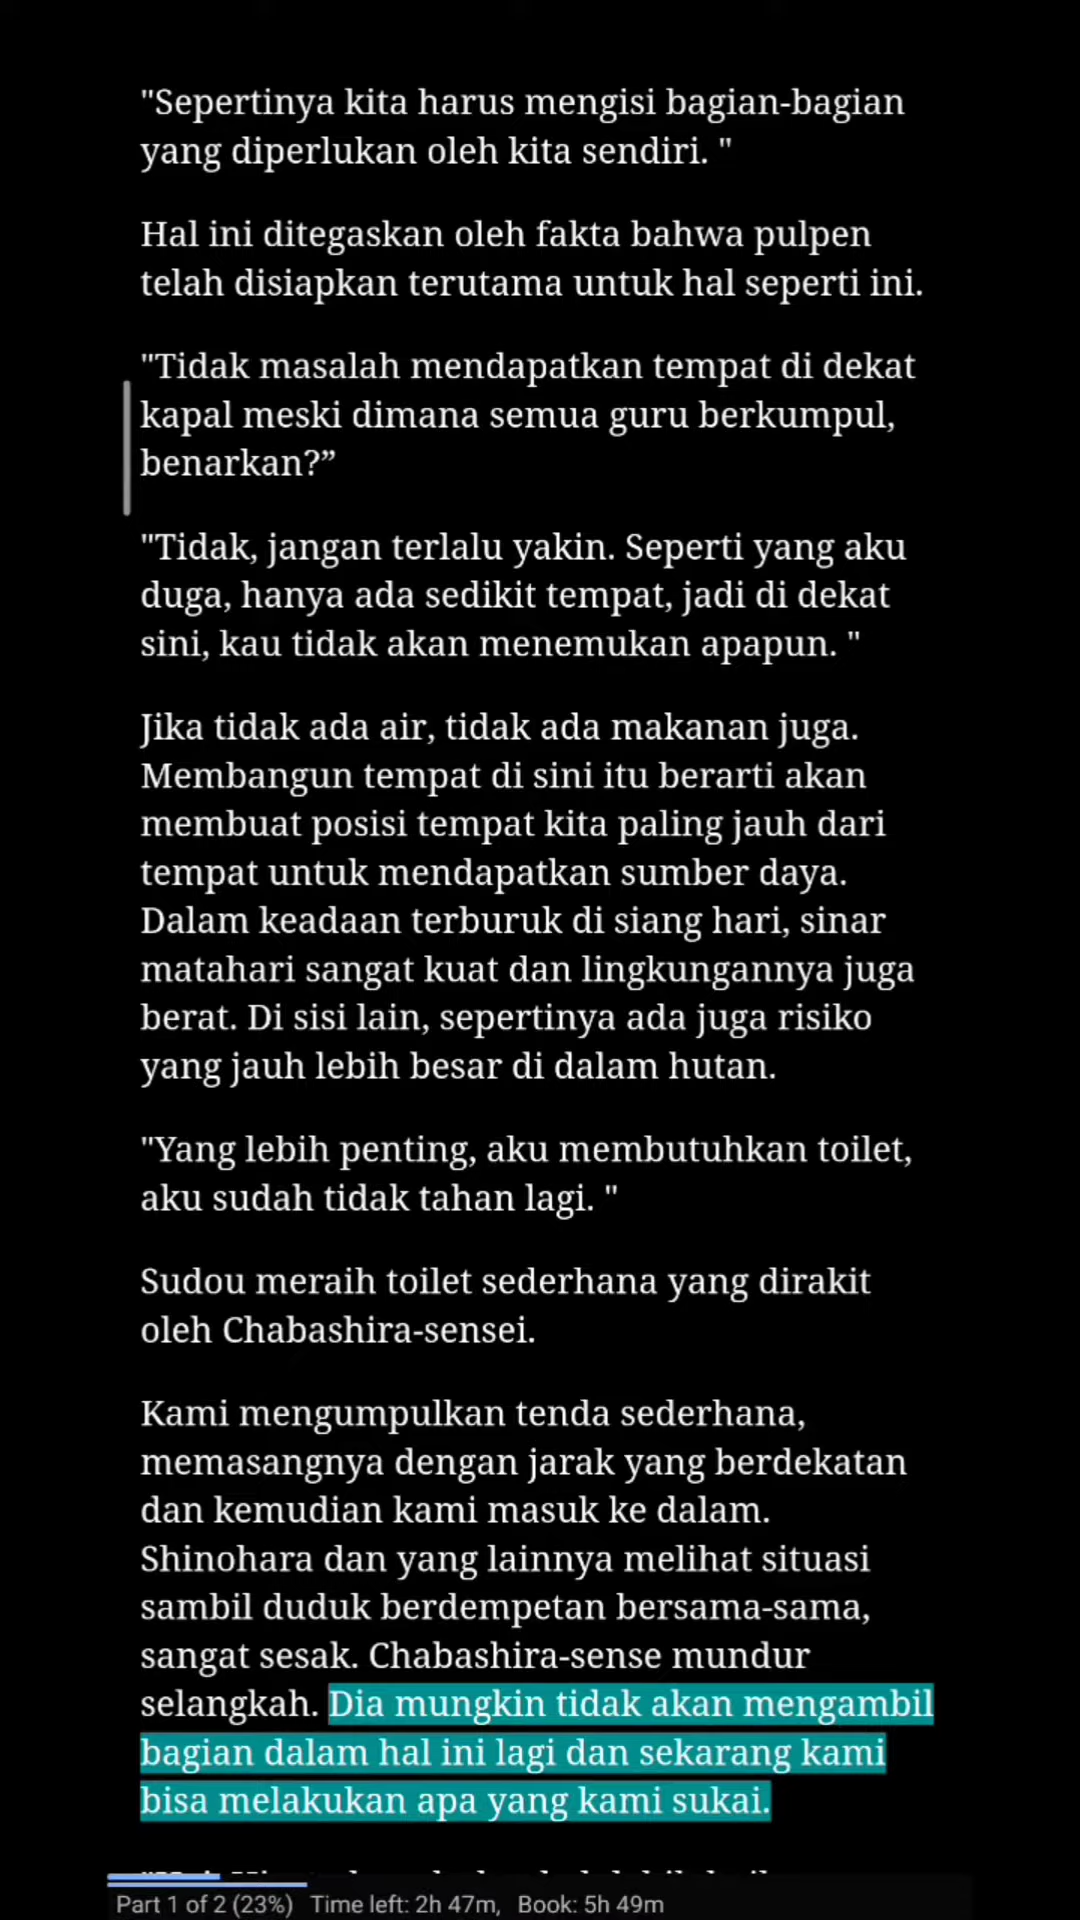 "Sepertinya kita harus mengisi bagian-bagian
yang diperlukan oleh kita sendiri. "
Hal ini ditegaskan oleh fakta bahwa pulpen
telah disiapkan terutama untuk hal seperti ini.
"Tidak masalah mendapatkan tempat di dekat
kapal meski dimana semua guru berkumpul,
benarkan?”
"Tidak, jangan terlalu yakin. Seperti yang aku
duga, hanya ada sedikit tempat, jadi di dekat
sini, kau tidak akan menemukan apapun. "
Jika tidak ada air, tidak ada makanan juga.
Membangun tempat di sini itu berarti akan
membuat posisi tempat kita paling jauh dari
tempat untuk mendapatkan sumber daya.
Dalam keadaan terburuk di siang hari, sinar
matahari sangat kuat dan lingkungannya juga
berat. Di sisi lain, sepertinya ada juga risiko
yang jauh lebih besar di dalam hutan.
"Yang lebih penting, aku membutuhkan toilet,
aku sudah tidak tahan lagi. "
Sudou meraih toilet sederhana yang dirakit
oleh Chabashira-sensei.
Kami mengumpulkan tenda sederhana,
memasangnya dengan jarak yang berdekatan
dan kemudian kami masuk ke dalam.
Shinohara dan yang lainnya melihat situasi
sambil duduk berdempetan bersama-sama,
sangat sesak. Chabashira-sense mundur
selangkah. Dia mungkin tidak akan mengambil
bagian dalam hal ini lagi dan sekarang kami
bisa melakukan apa yang kami sukai.
Part 1 of 2 (23%) Time left: 2h 47m, Book: 5h 49m